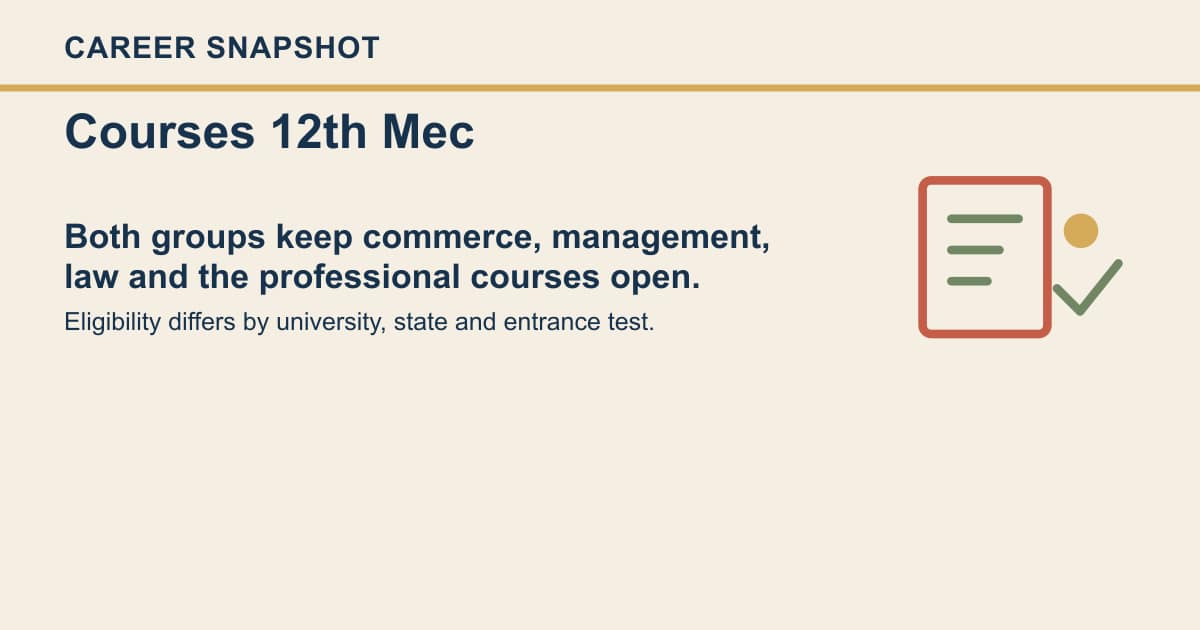 CAREER SNAPSHOT
Courses 12th Mec
Both groups keep commerce, management,
law and the professional courses open.
Eligibility differs by university, state and entrance test.